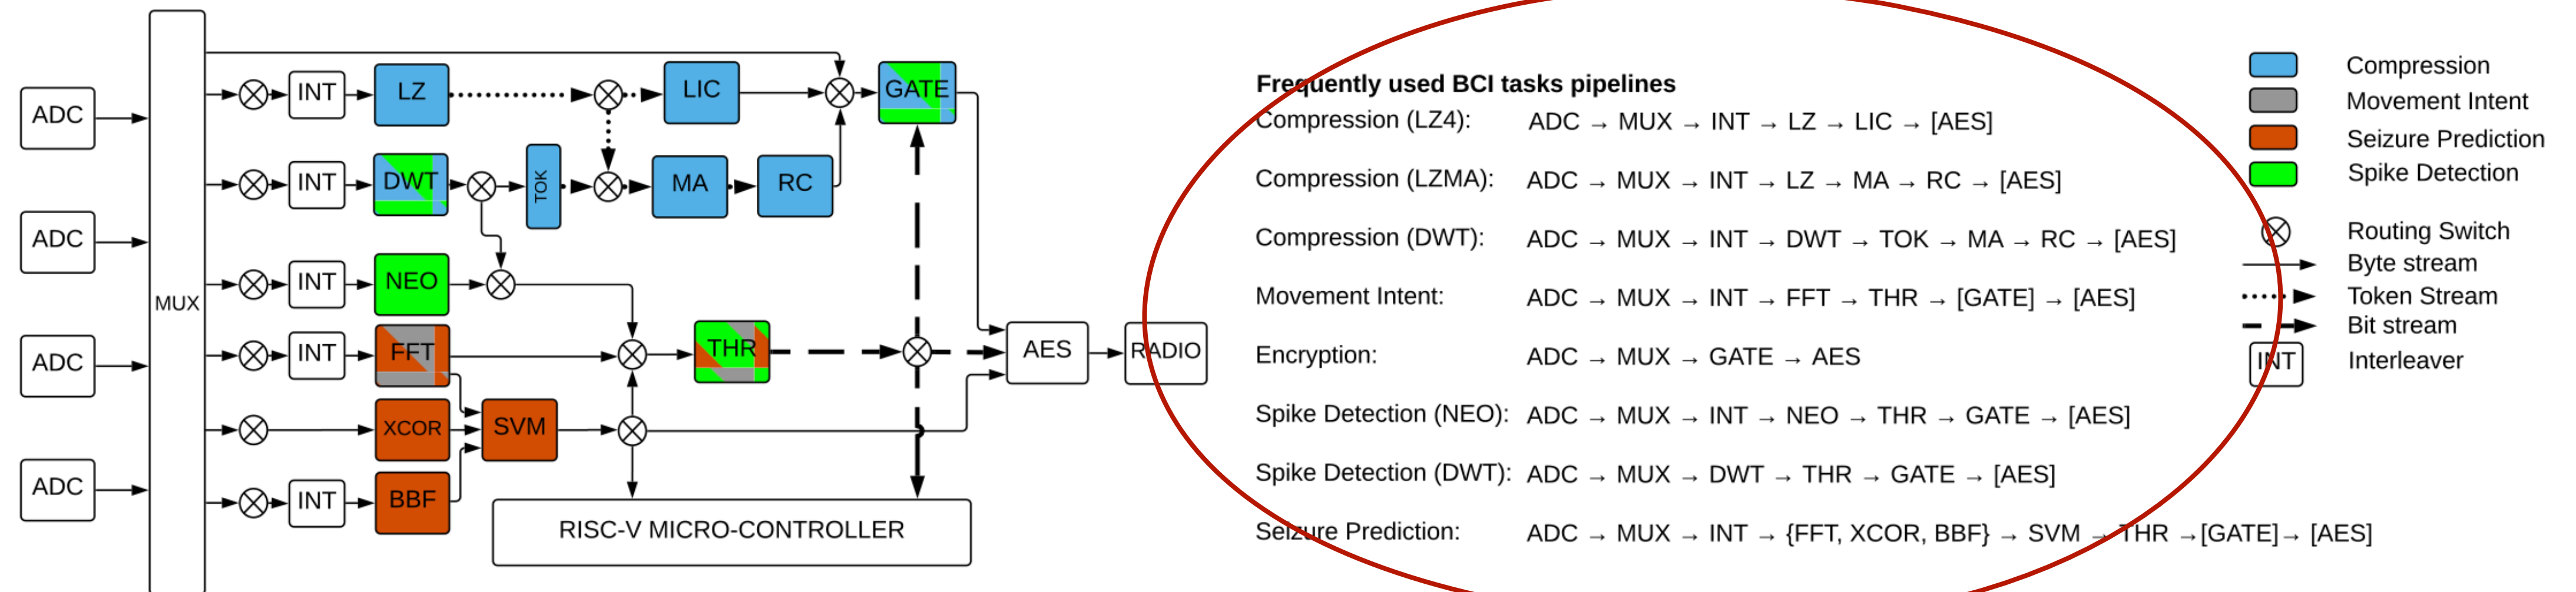 ADC
ADC
ADC
ADC
MUX
INT
LZ
LIC
GATE
INT
DWT
TOK
MA
RC
INT
NEO
INT
FFT
THR
AES
RADIO
XCOR
SVM
INT
BBF
RISC-V MICRO-CONTROLLER
Frequently used BCI tasks pipelines
Compression (LZ4): ADC → MUX → INT → LZ → LIC → [AES]
Compression (LZMA): ADC → MUX → INT → LZ → MA → RC → [AES]
Compression (DWT): ADC → MUX → INT → DWT → TOK → MA → RC → [AES]
Movement Intent: ADC → MUX → INT → FFT → THR → [GATE] → [AES]
Encryption: ADC → MUX → GATE → AES
Spike Detection (NEO): ADC → MUX → INT → NEO → THR → GATE → [AES]
Spike Detection (DWT): ADC → MUX → DWT → THR → GATE → [AES]
Seizure Prediction: ADC → MUX → INT → {FFT, XCOR, BBF} → SVM → THR →[GATE]→ [AES]
Compression
Movement Intent
Seizure Prediction
Spike Detection
Routing Switch
Byte stream
Token Stream
Bit stream
INT Interleaver